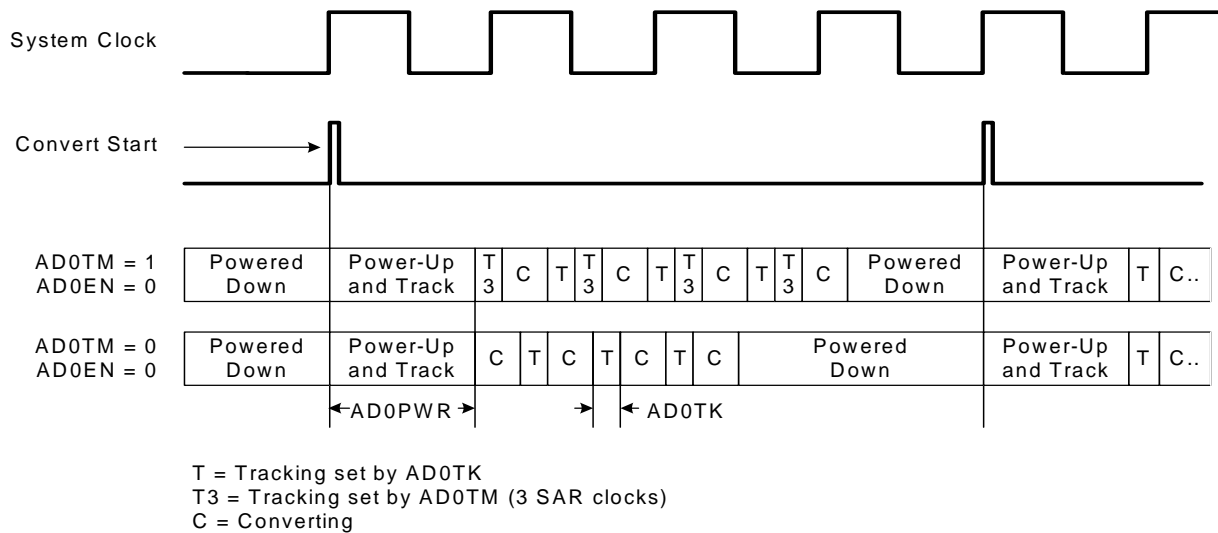 System Clock
Convert Start
AD0TM = 1
AD0EN = 0
Powered
Down
Power-Up
and Track
T
3
C
T
T
3
C
T
T
3
C
T
T
3
C
Powered
Down
Power-Up
and Track
T
C..
AD0TM = 0
AD0EN = 0
Powered
Down
Power-Up
and Track
C
T
C
T
C
T
C
Powered
Down
Power-Up
and Track
T
C..
AD0PWR
AD0TK
T = Tracking set by AD0TK
T3 = Tracking set by AD0TM (3 SAR clocks)
C = Converting